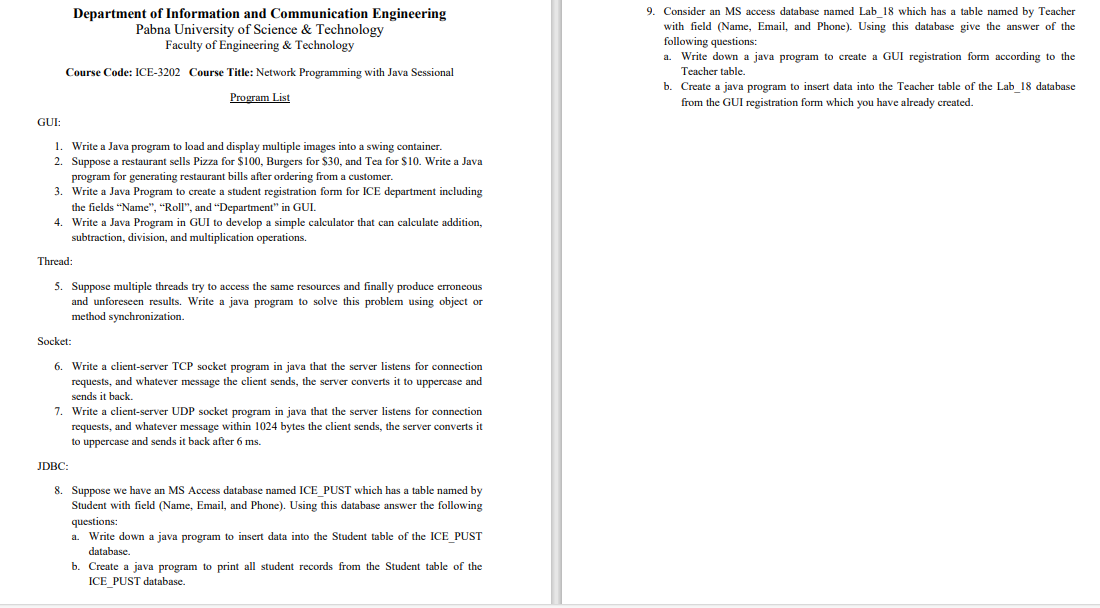 Department of Information and Communication Engineering
Pabna University of Science & Technology
Faculty of Engineering & Technology
Course Code: ICE-3202 Course Title: Network Programming with Java Sessional
Program List
GUI:
1. Write a Java program to load and display multiple images into a swing container.
2. Suppose a restaurant sells Pizza for $100, Burgers for $30, and Tea for $10. Write a Java
program for generating restaurant bills after ordering from a customer.
3. Write a Java Program to create a student registration form for ICE department including
the fields “Name”, “Roll”, and “Department” in GUI.
4. Write a Java Program in GUI to develop a simple calculator that can calculate addition,
subtraction, division, and multiplication operations.
Thread:
5. Suppose multiple threads try to access the same resources and finally produce erroneous
and unforeseen results. Write a java program to solve this problem using object or
method synchronization.
Socket:
6. Write a client-server TCP socket program in java that the server listens for connection
requests, and whatever message the client sends, the server converts it to uppercase and
sends it back.
7. Write a client-server UDP socket program in java that the server listens for connection
requests, and whatever message within 1024 bytes the client sends, the server converts it
to uppercase and sends it back after 6 ms.
JDBC:
8. Suppose we have an MS Access database named ICE_PUST which has a table named by
Student with field (Name, Email, and Phone). Using this database answer the following
questions:
a. Write down a java program to insert data into the Student table of the ICE_PUST
database.
b. Create a java program to print all student records from the Student table of the
ICE_PUST database.
9. Consider an MS access database named Lab_18 which has a table named by Teacher
with field (Name, Email, and Phone). Using this database give the answer of the
following questions:
a. Write down a java program to create a GUI registration form according to the
Teacher table.
b. Create a java program to insert data into the Teacher table of the Lab_18 database
from the GUI registration form which you have already created.